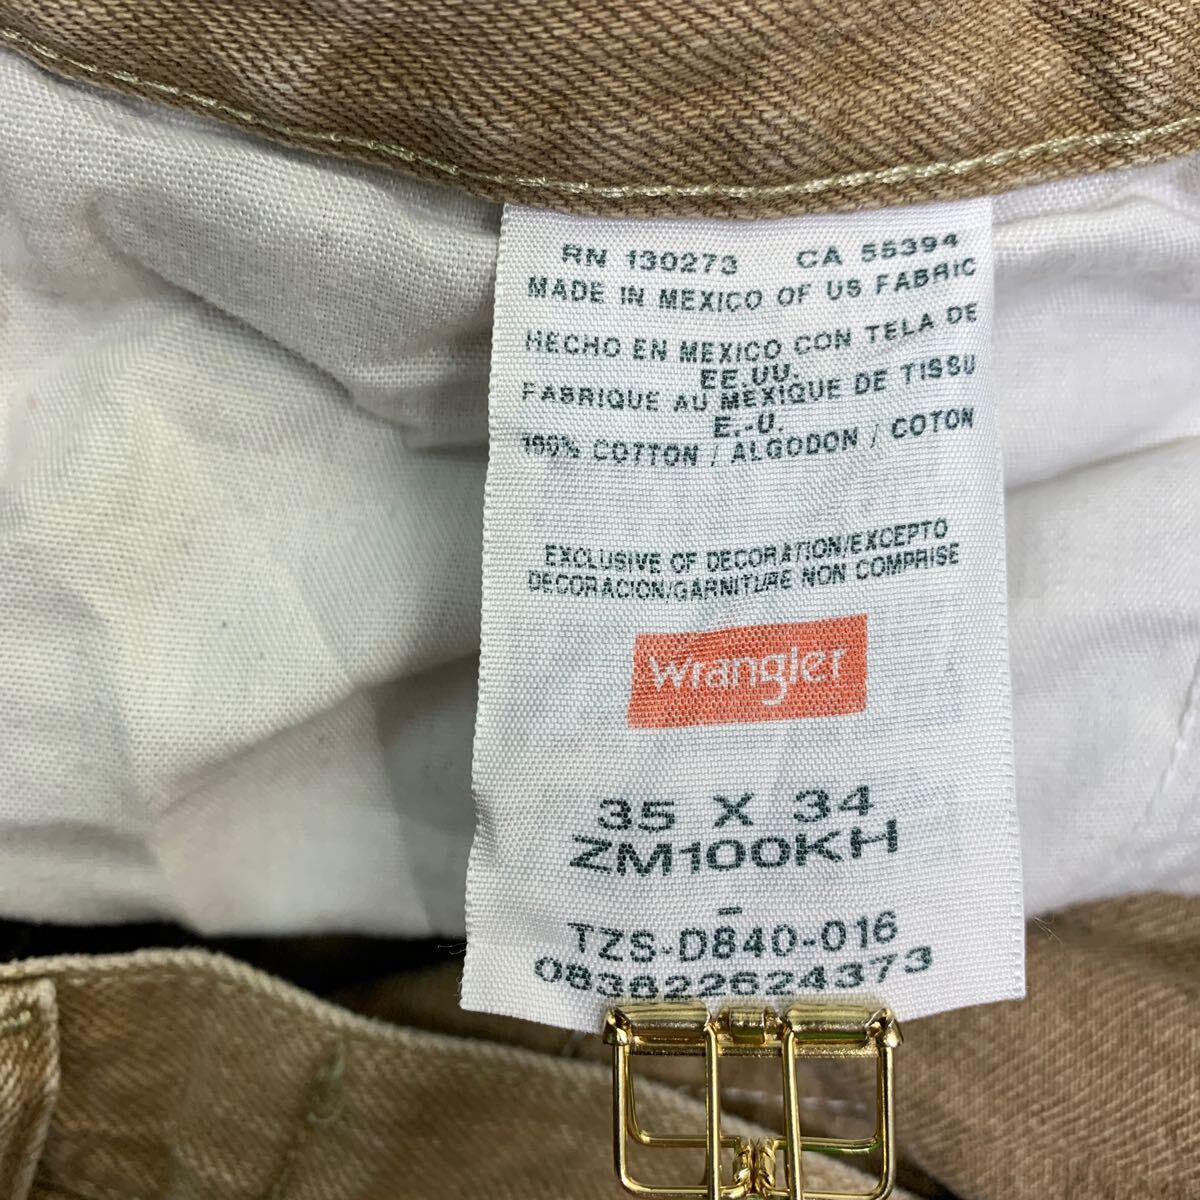 RN 130273 CA 55394
MADE IN MEXICO OF US FABRIC
HECHO EN MEXICO CON TELA DE
EE.UU.
FABRIQUE AU MEXIQUE DE TISSU
E.-U.
100% COTTON / ALGODON / COTON
EXCLUSIVE OF DECORATION/EXCEPTO
DECORACION/GARNITURE NON COMPRISE
Wrangler
35 X 34
ZM100KH
-
TZS-D840-016
083622624373